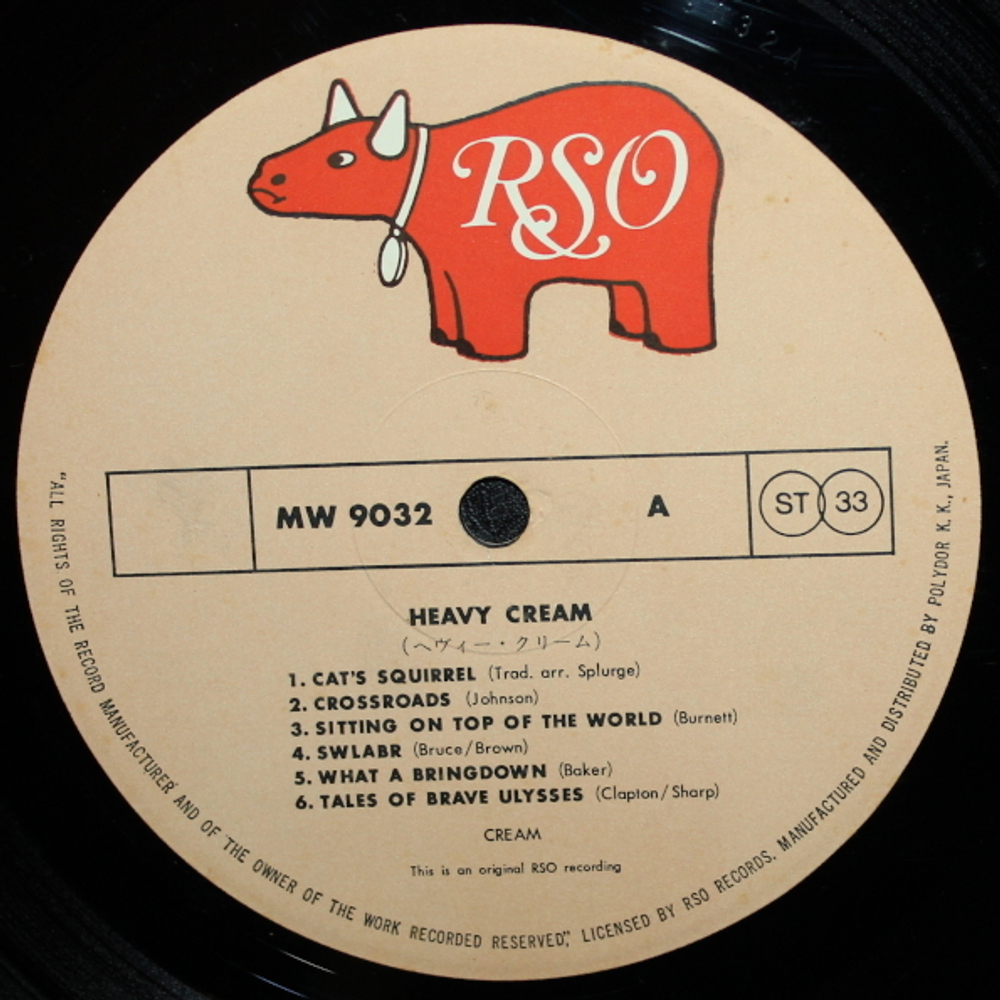 RSO
MW 9032 A ST 33
HEAVY CREAM
(ヘヴィー・クリーム)
1. CAT'S SQUIRREL (Trad. arr. Splurge)
2. CROSSROADS (Johnson)
3. SITTING ON TOP OF THE WORLD (Burnett)
4. SWLABR (Bruce/Brown)
5. WHAT A BRINGDOWN (Baker)
6. TALES OF BRAVE ULYSSES (Clapton/Sharp)
CREAM
This is an original RSO recording
"ALL RIGHTS OF THE RECORD MANUFACTURER AND OF THE OWNER OF THE WORK RECORDED RESERVED", LICENSED BY RSO RECORDS. MANUFACTURED AND DISTRIBUTED BY POLYDOR K. K., JAPAN.